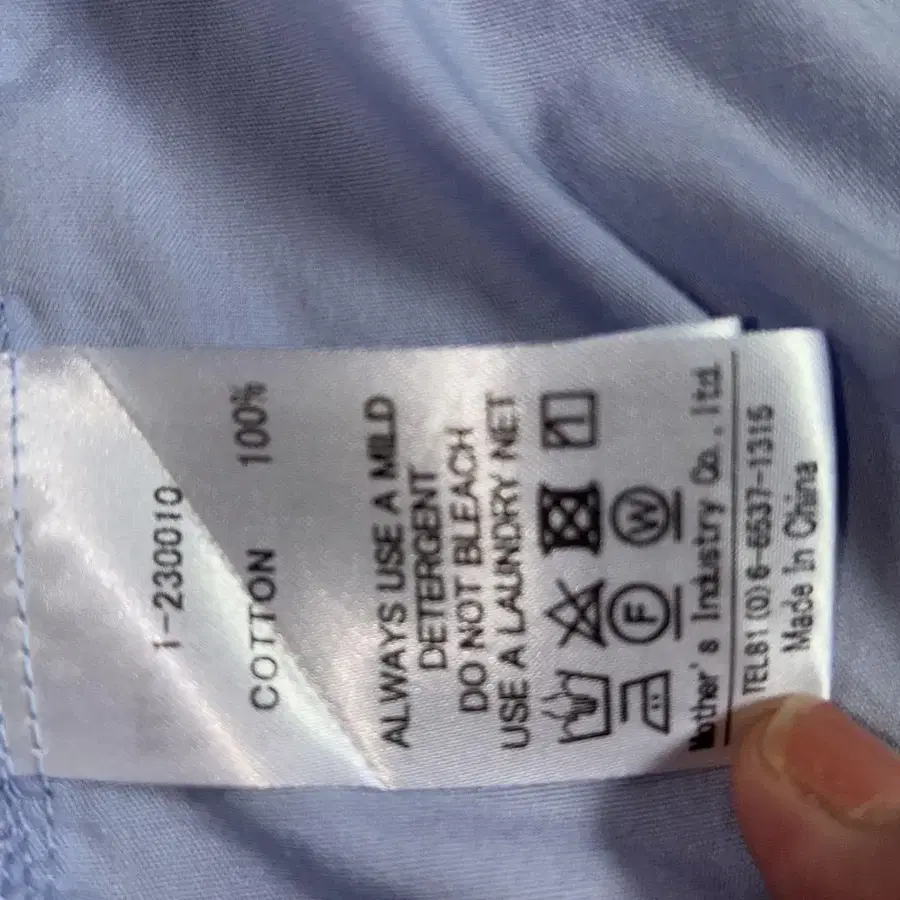 1-230010
COTTON 100%
ALWAYS USE A MILD
DETERGENT
DO NOT BLEACH
USE A LAUNDRY NET
F W
Mother's Industry Co., ltd.
TEL81(0)6-6537-1315
Made In China